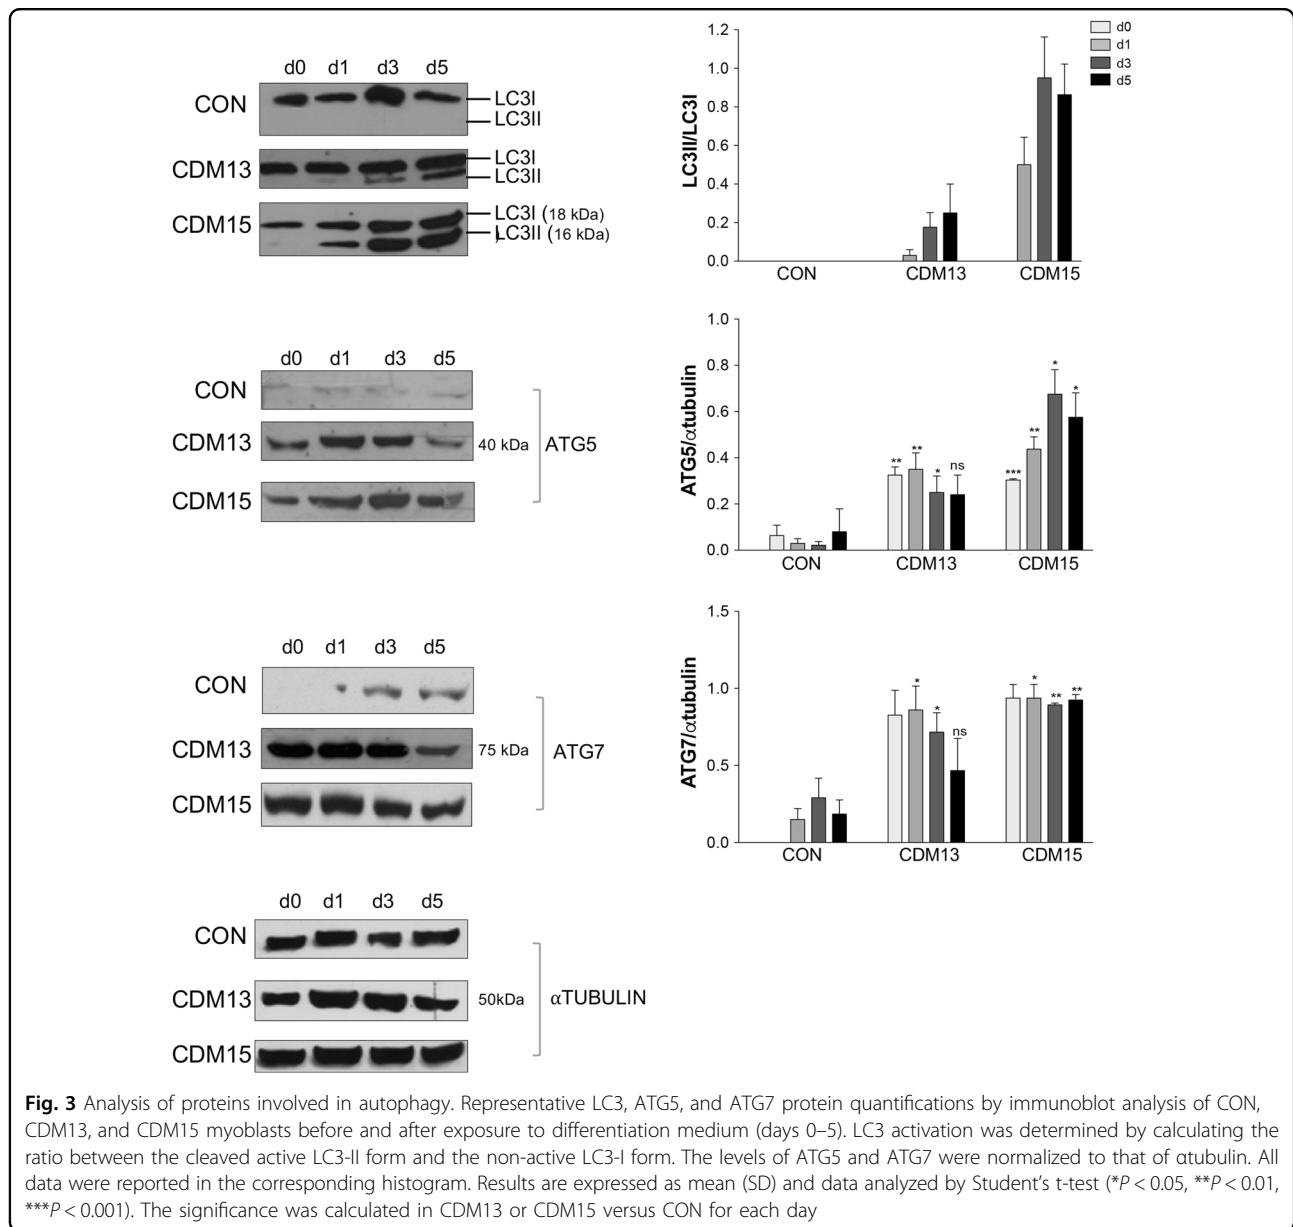 d0 d1 d3 d5
CON
LC3I
LC3II
CDM13
LC3I
LC3II
CDM15
LC3I (18 kDa)
LC3II (16 kDa)
LC3II/LC3I
1.2
1.0
0.8
0.6
0.4
0.2
0.0
CON CDM13 CDM15
d0
d1
d3
d5
d0 d1 d3 d5
CON
CDM13
CDM15
40 kDa
ATG5
ATG5/αtubulin
1.0
0.8
0.6
0.4
0.2
0.0
** ** * ns
*** ** * *
CON CDM13 CDM15
d0 d1 d3 d5
CON
CDM13
CDM15
75 kDa
ATG7
ATG7/αtubulin
1.5
1.0
0.5
0.0
* * ns
* ** **
CON CDM13 CDM15
d0 d1 d3 d5
CON
CDM13
CDM15
50kDa
αTUBULIN
Fig. 3 Analysis of proteins involved in autophagy. Representative LC3, ATG5, and ATG7 protein quantifications by immunoblot analysis of CON,
CDM13, and CDM15 myoblasts before and after exposure to differentiation medium (days 0–5). LC3 activation was determined by calculating the
ratio between the cleaved active LC3-II form and the non-active LC3-I form. The levels of ATG5 and ATG7 were normalized to that of αtubulin. All
data were reported in the corresponding histogram. Results are expressed as mean (SD) and data analyzed by Student's t-test (*P < 0.05, **P < 0.01,
***P < 0.001). The significance was calculated in CDM13 or CDM15 versus CON for each day